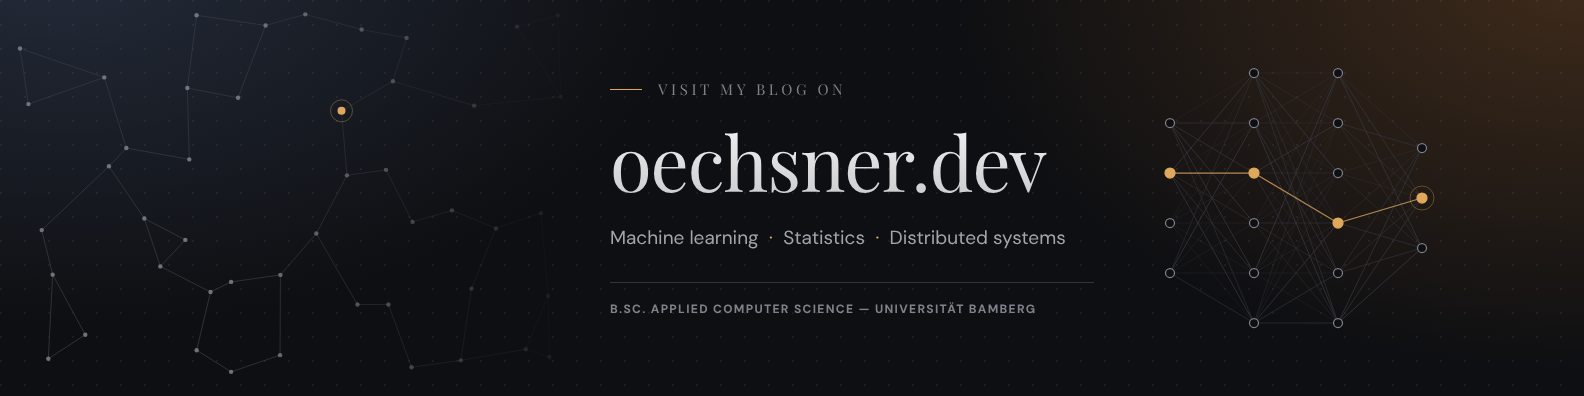 VISIT MY BLOG ON
oechsner.dev
Machine learning · Statistics · Distributed systems
B.SC. APPLIED COMPUTER SCIENCE — UNIVERSITÄT BAMBERG